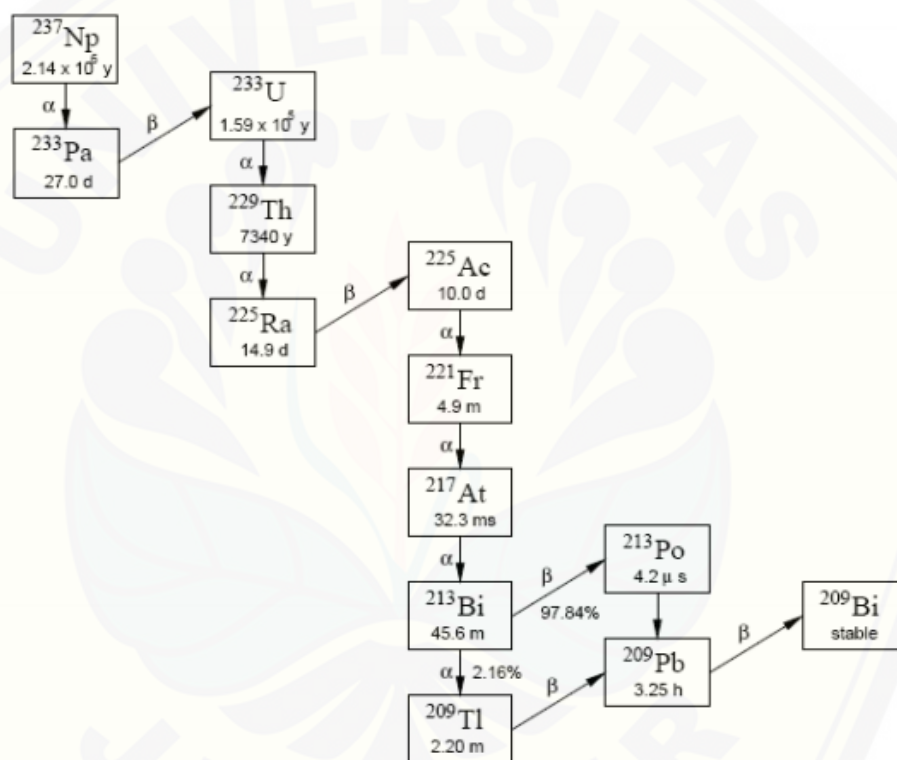 UNIVERSITAS
²³⁷Np
2.14 x 10⁶ y
α
²³³Pa
27.0 d
β
²³³U
1.59 x 10⁵ y
α
²²⁹Th
7340 y
α
²²⁵Ra
14.9 d
β
²²⁵Ac
10.0 d
α
²²¹Fr
4.9 m
α
²¹⁷At
32.3 ms
α
²¹³Bi
45.6 m
β
97.84%
²¹³Po
4.2 μ s
α 2.16%
²⁰⁹Tl
2.20 m
β
²⁰⁹Pb
3.25 h
β
²⁰⁹Bi
stable